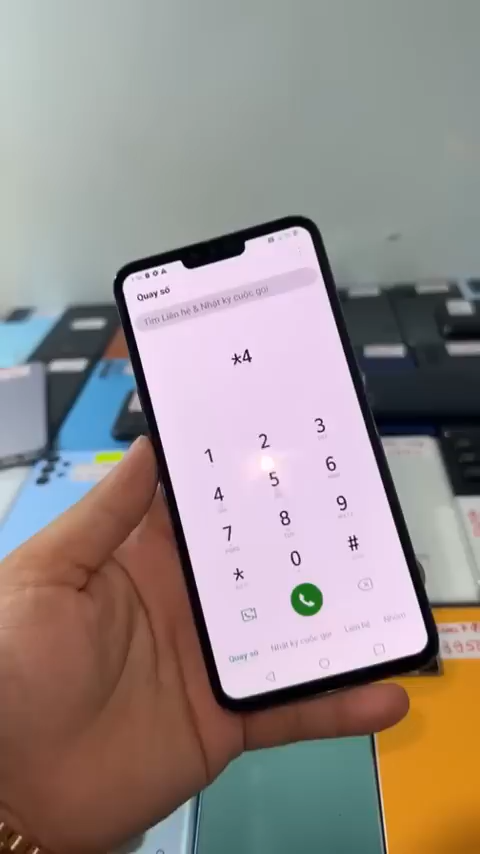 Quay số
Tìm Liên hệ & Nhật ký cuộc gọi
*4
1 2 3
4 5 6
7 8 9
* 0 #
Quay số Nhật ký cuộc gọi Liên hệ Nhóm